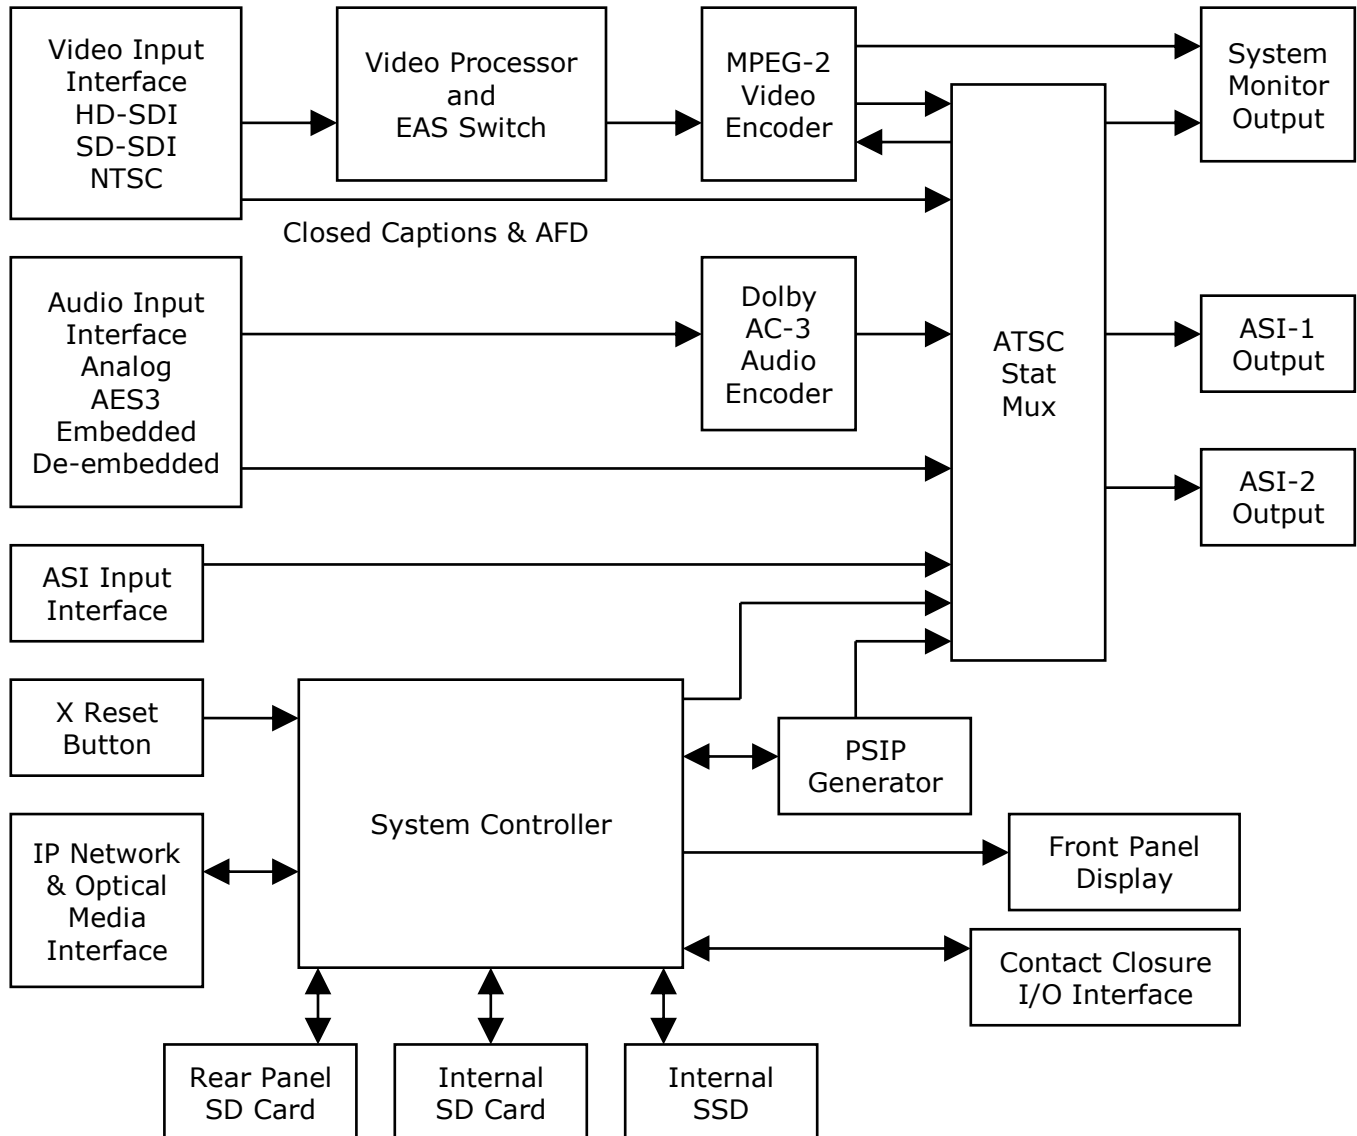 Video Input
Interface
HD-SDI
SD-SDI
NTSC
Video Processor
and
EAS Switch
MPEG-2
Video
Encoder
System
Monitor
Output
Closed Captions & AFD
Audio Input
Interface
Analog
AES3
Embedded
De-embedded
Dolby
AC-3
Audio
Encoder
ATSC
Stat
Mux
ASI-1
Output
ASI-2
Output
ASI Input
Interface
X Reset
Button
System Controller
PSIP
Generator
IP Network
& Optical
Media
Interface
Front Panel
Display
Contact Closure
I/O Interface
Rear Panel
SD Card
Internal
SD Card
Internal
SSD